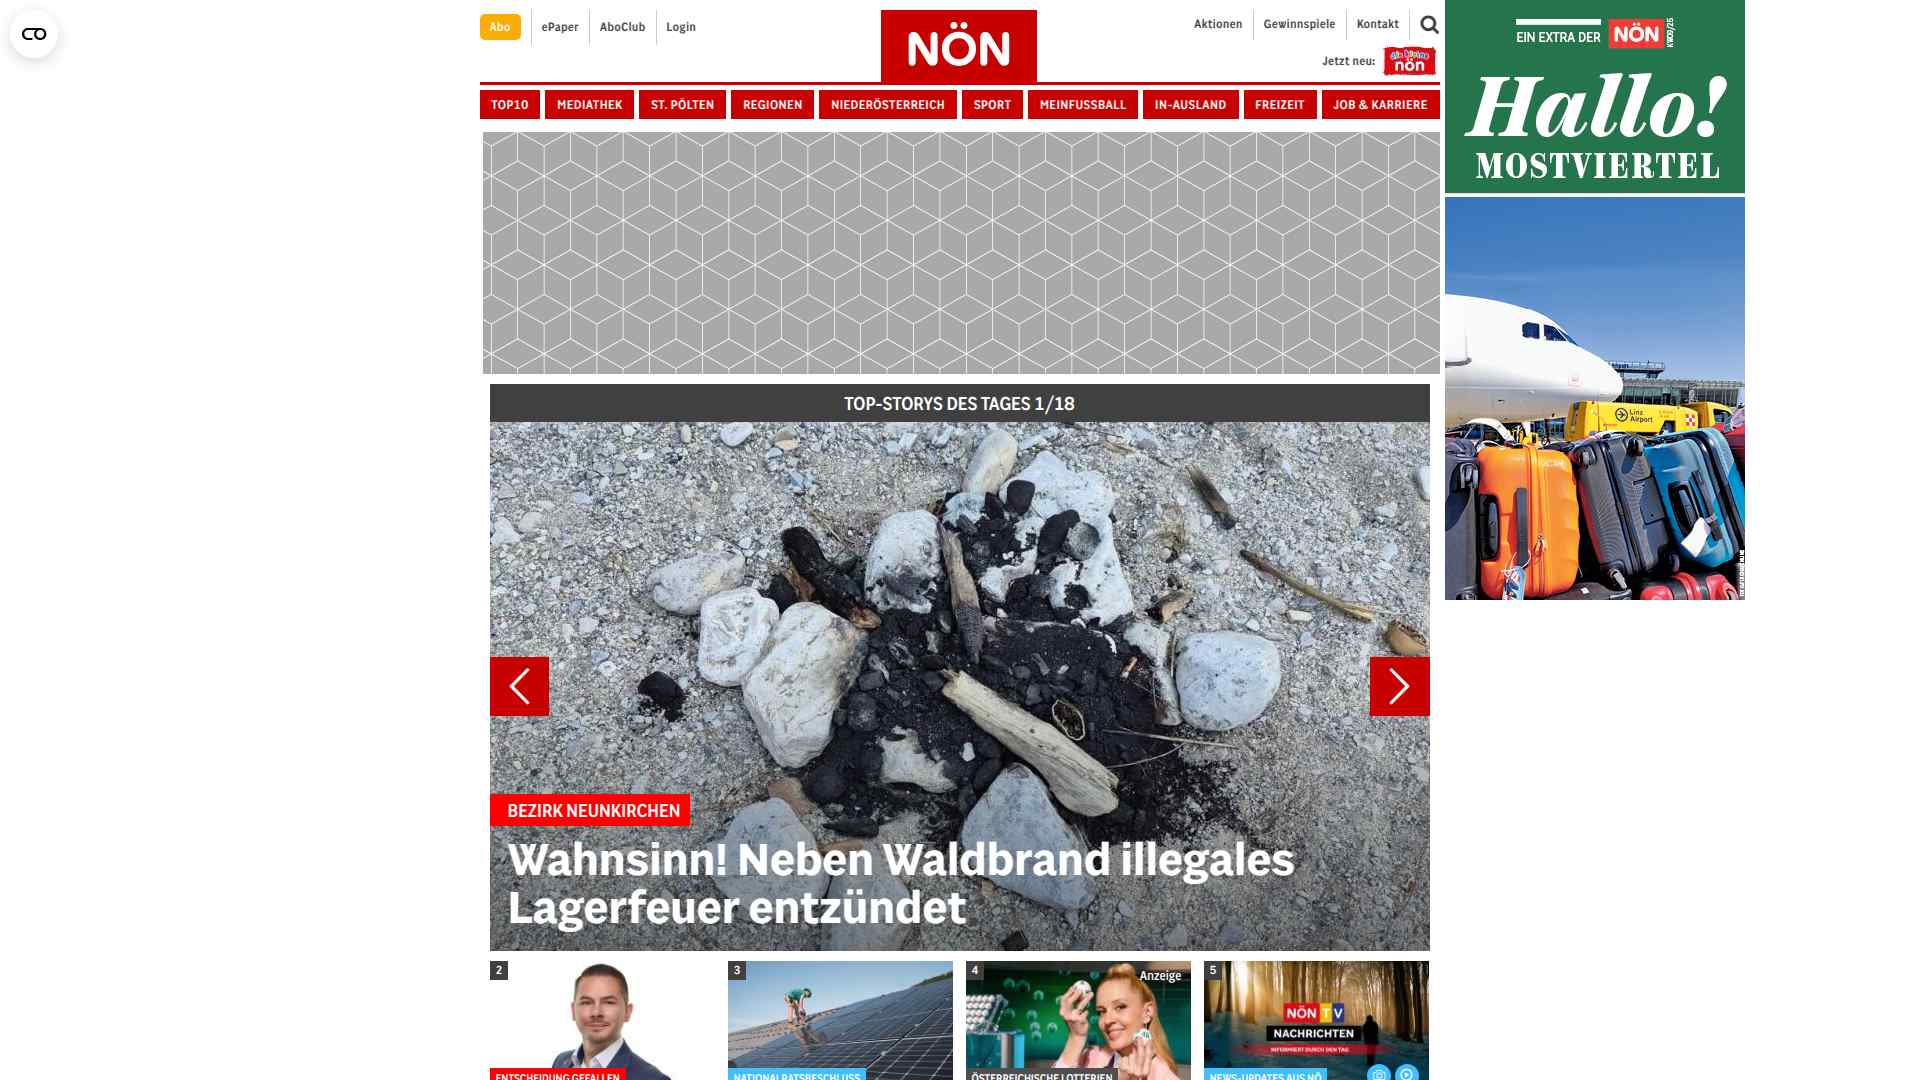 Abo
ePaper
AboClub
Login
NÖN
Aktionen
Gewinnspiele
Kontakt
Jetzt neu:
die kleine
nön
TOP10
MEDIATHEK
ST. PÖLTEN
REGIONEN
NIEDERÖSTERREICH
SPORT
MEINFUSSBALL
IN-AUSLAND
FREIZEIT
JOB & KARRIERE
EIN EXTRA DER NÖN KW09/25
Hallo!
MOSTVIERTEL
Linz
Airport
TOP-STORYS DES TAGES 1/18
BEZIRK NEUNKIRCHEN
Wahnsinn! Neben Waldbrand illegales
Lagerfeuer entzündet
2
ENTSCHEIDUNG GEFALLEN
3
NATIONALRATSBESCHLUSS
4
Anzeige
ÖSTERREICHISCHE LOTTERIEN
5
NÖN TV
NACHRICHTEN
INFORMIERT DURCH DEN TAG
NEWS-UPDATES AUS NÖ